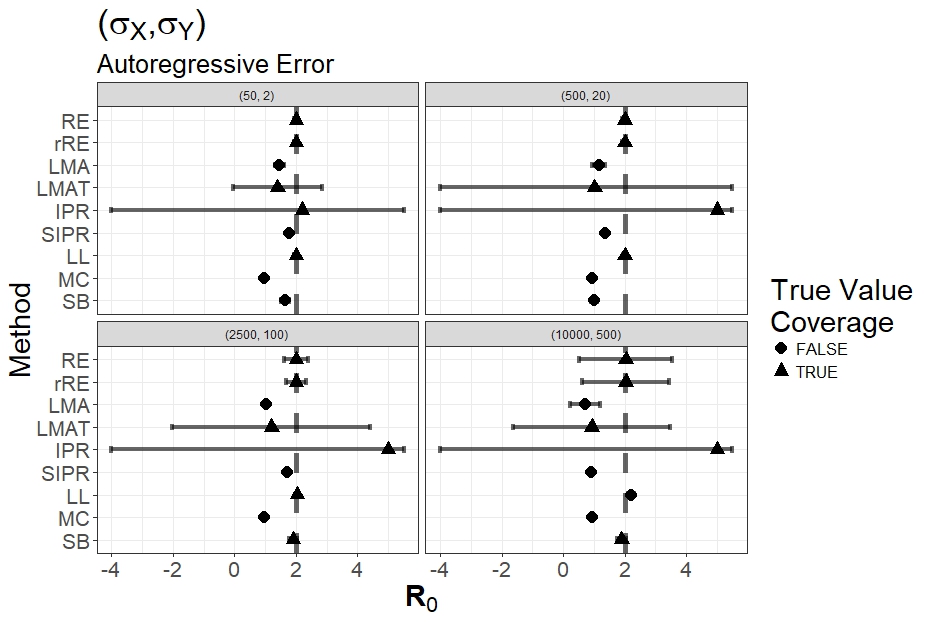 (σX,σY)
Autoregressive Error
(50, 2)
(500, 20)
RE
rRE
LMA
LMAT
IPR
SIPR
LL
MC
SB
(2500, 100)
(10000, 500)
RE
rRE
LMA
LMAT
IPR
SIPR
LL
MC
SB
-4 -2 0 2 4
-4 -2 0 2 4
R0
Method
True Value
Coverage
FALSE
TRUE